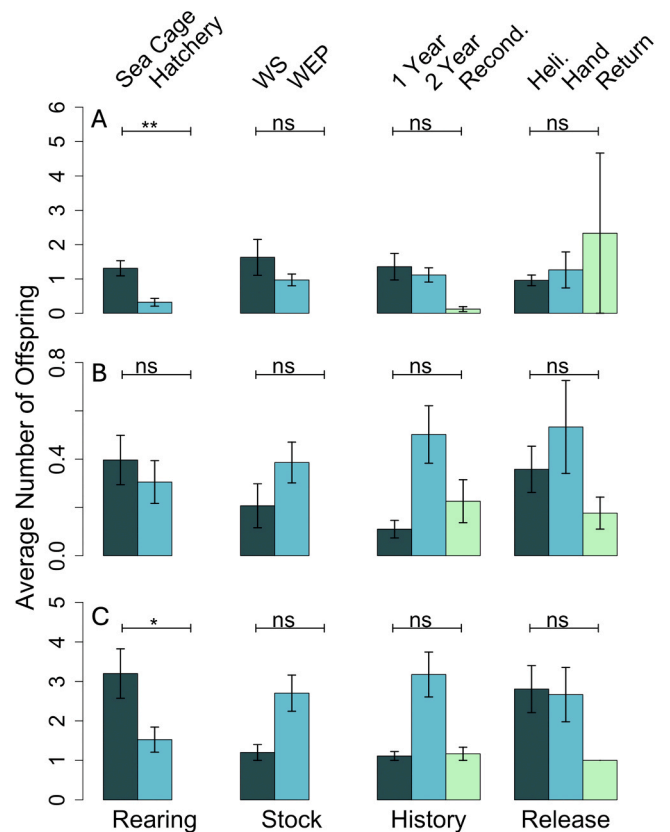 Sea Cage Hatchery WS WEP 1 Year 2 Year Recond. Heli. Hand Return
A
6
5
4
3
2
1
0
** ns ns ns
B
0.8
0.4
0.0
ns ns ns ns
C
5
4
3
2
1
0
* ns ns ns
Average Number of Offspring
Rearing Stock History Release